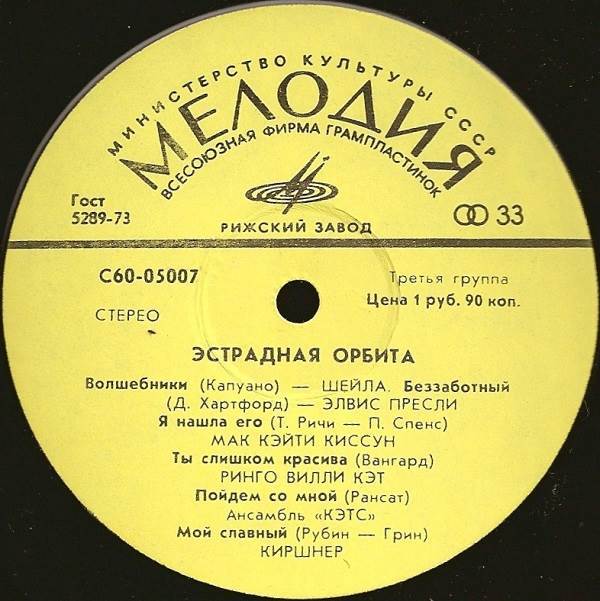 МИНИСТЕРСТВО КУЛЬТУРЫ СССР
МЕЛОДИЯ
ВСЕСОЮЗНАЯ ФИРМА ГРАМПЛАСТИНОК
Гост
5289-73
33
РИЖСКИЙ ЗАВОД
С60-05007
Третья группа
Цена 1 руб. 90 коп.
СТЕРЕО
ЭСТРАДНАЯ ОРБИТА
Волшебники (Капуано) — ШЕЙЛА. Беззаботный
(Д. Хартфорд) — ЭЛВИС ПРЕСЛИ
Я нашла его (Т. Ричи — П. Спенс)
МАК КЭЙТИ КИССУН
Ты слишком красива (Вангард)
РИНГО ВИЛЛИ КЭТ
Пойдем со мной (Рансат)
Ансамбль «КЭТС»
Мой славный (Рубин — Грин)
КИРШНЕР